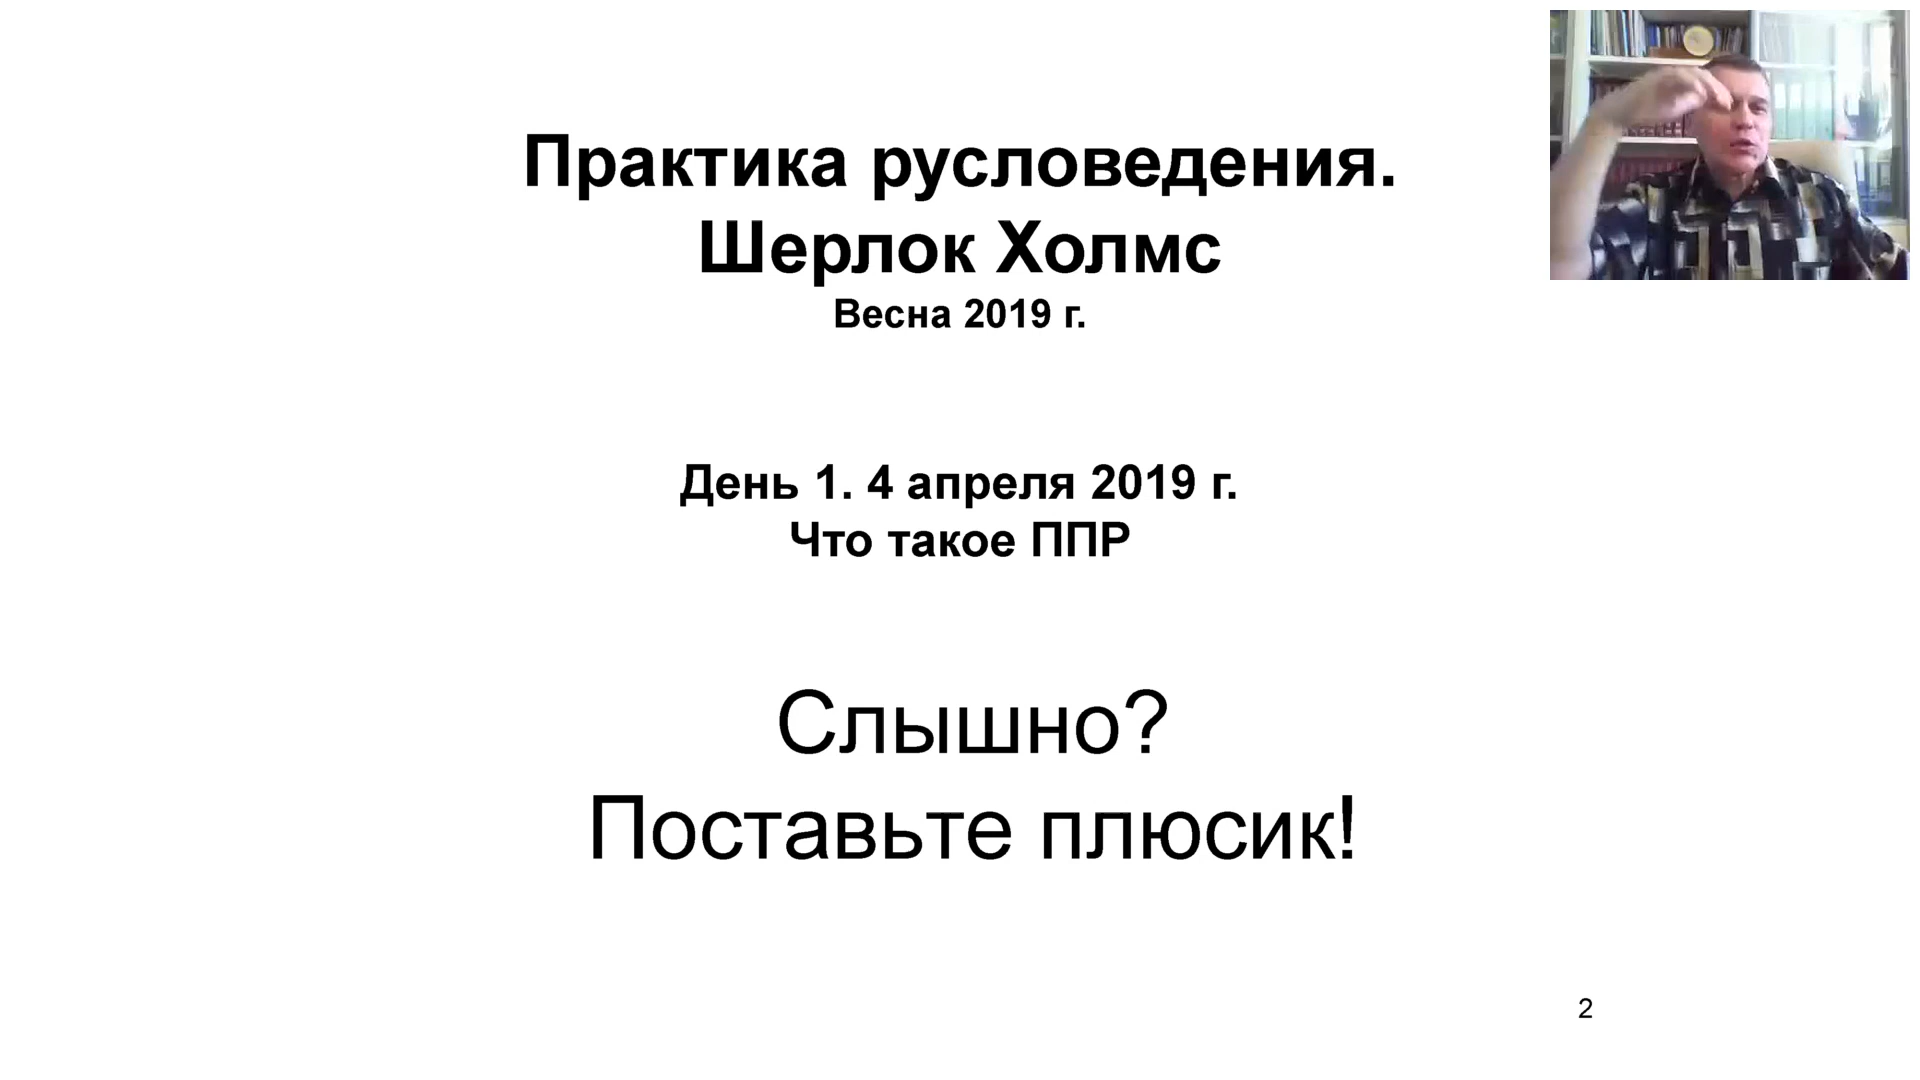 Практика русловедения.
Шерлок Холмс
Весна 2019 г.
День 1. 4 апреля 2019 г.
Что такое ППР
Слышно?
Поставьте плюсик!
2